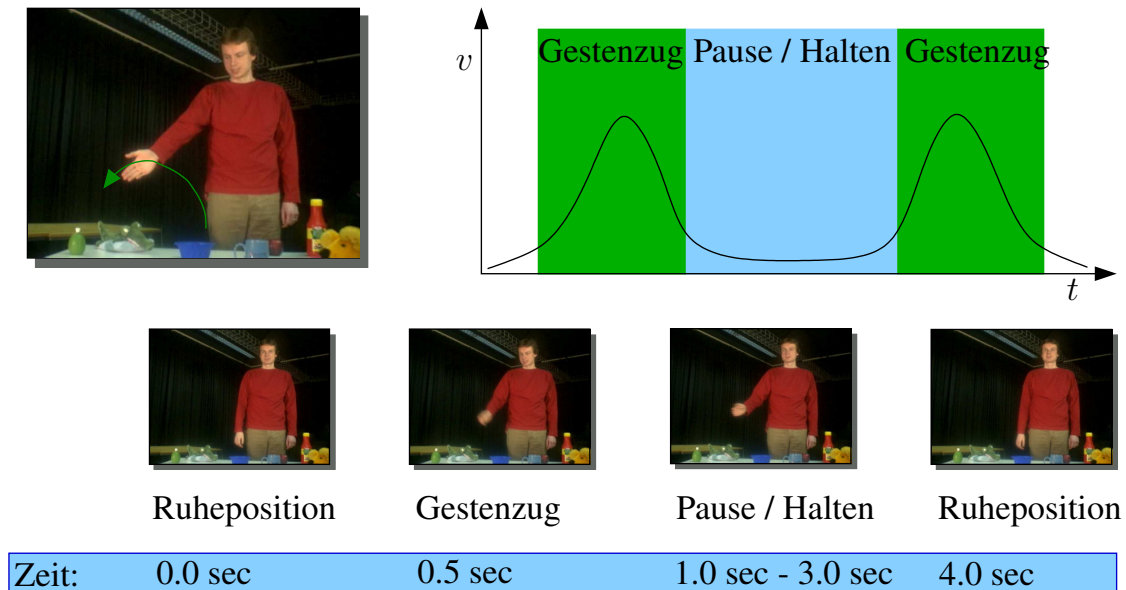 v
Gestenzug Pause / Halten Gestenzug
t
Ruheposition Gestenzug Pause / Halten Ruheposition
Zeit: 0.0 sec 0.5 sec 1.0 sec - 3.0 sec 4.0 sec